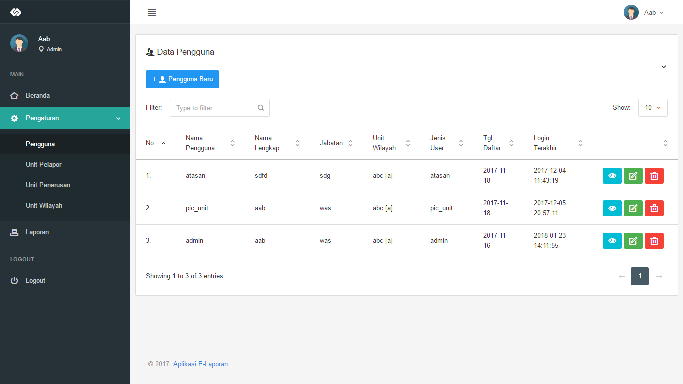 Aab
Aab
Admin
MAIN
Beranda
Pengaturan
Pengguna
Unit Pelapor
Unit Penerusan
Unit Wilayah
Laporan
LOGOUT
Logout
Data Pengguna
+ Pengguna Baru
Filter: Type to filter Show: 10
No Nama Pengguna Nama Lengkap Jabatan Unit Wilayah Jenis User Tgl Daftar Login Terakhir
1. atasan sdfd sdg abc [a] atasan 2017-11-18 2017-12-04 11:43:19
2. pic_unit aab was abc [a] pic_unit 2017-11-18 2017-12-05 20:57:11
3. admin aab was abc [a] admin 2017-11-16 2018-01-23 14:11:55
Showing 1 to 3 of 3 entries ← 1 →
© 2017. Aplikasi E-Laporan